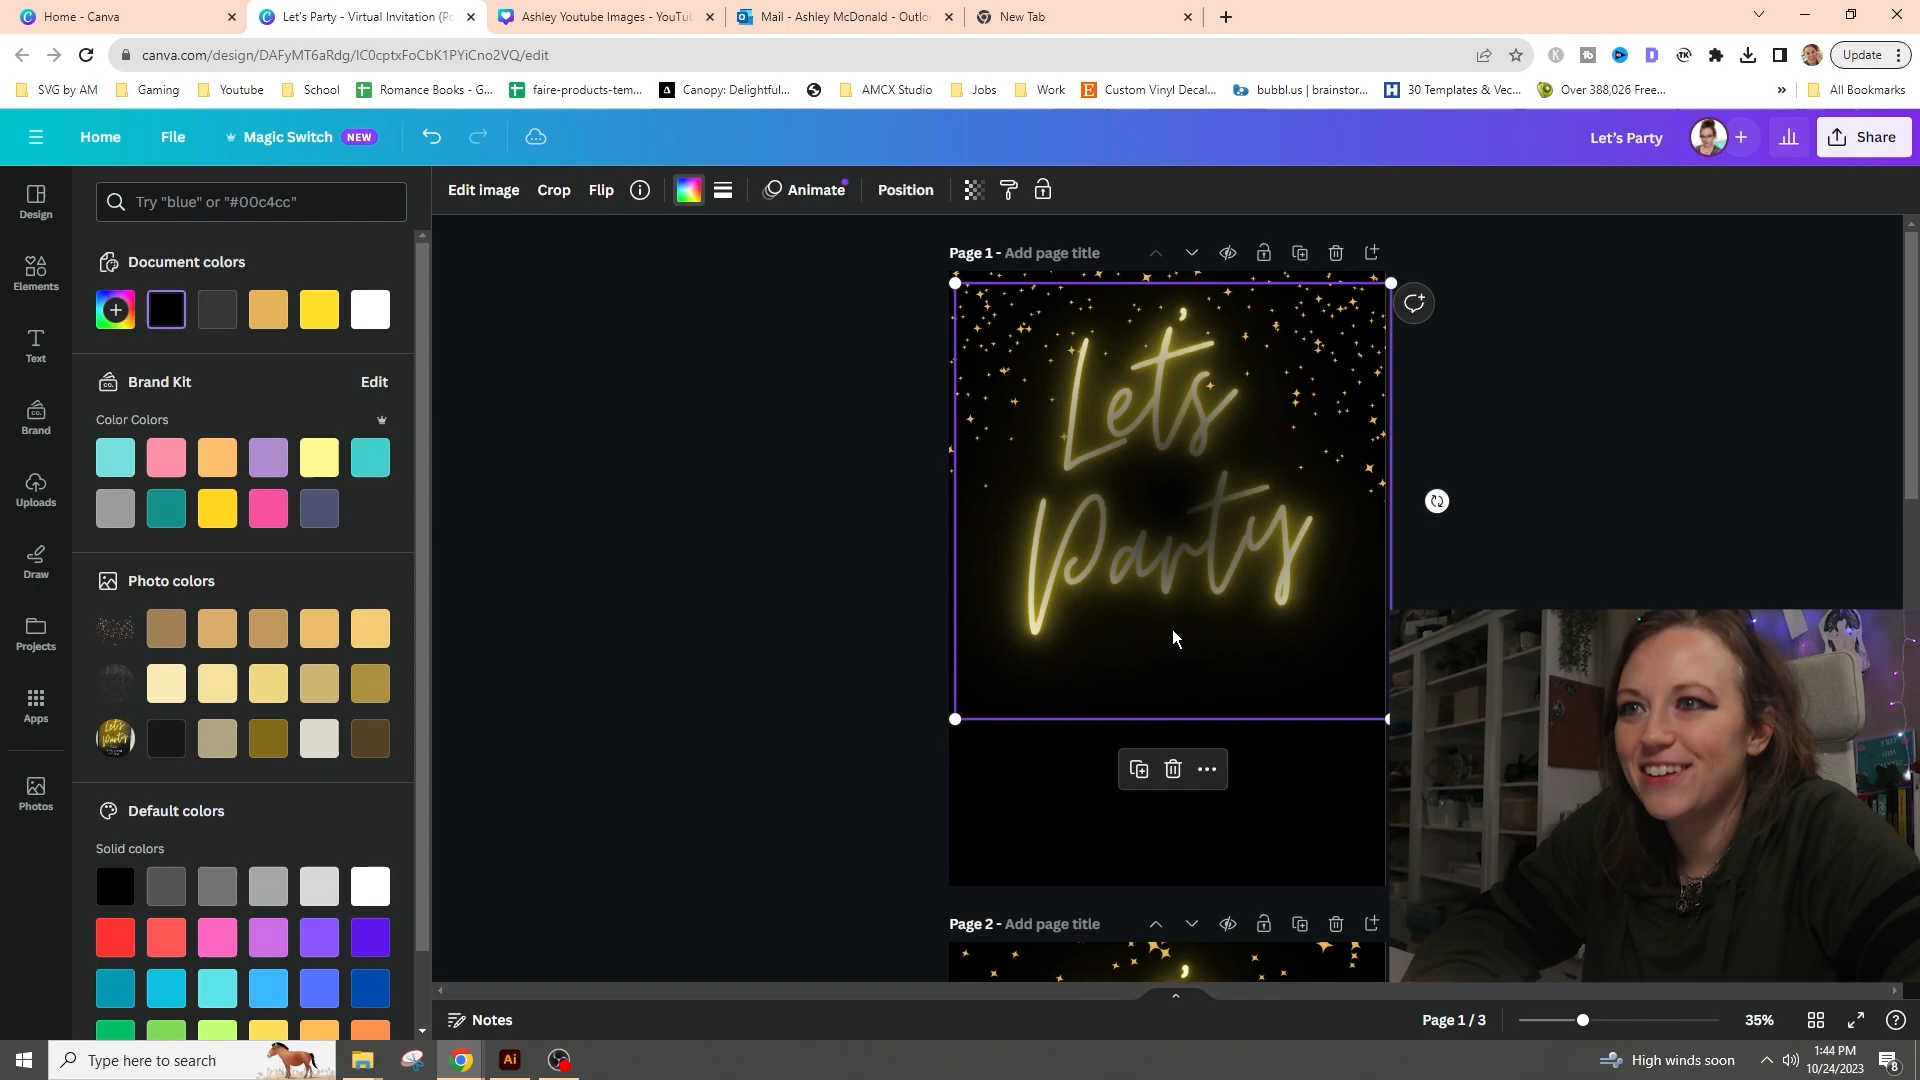 Home - Canva
Let's Party - Virtual Invitation (Po
Ashley Youtube Images - YouTu
Mail - Ashley McDonald - Outlo
New Tab
canva.com/design/DAFyMT6aRdg/IC0cptxFoCbK1PYiCno2VQ/edit
Update
SVG by AM
Gaming
Youtube
School
Romance Books - G...
faire-products-tem...
Canopy: Delightful...
AMCX Studio
Jobs
Work
Custom Vinyl Decal...
bubbl.us | brainstor...
30 Templates & Vec...
Over 388,026 Free...
»
All Bookmarks
Home
File
Magic Switch NEW
Let's Party
Share
Design
Elements
Text
Brand
Uploads
Draw
Projects
Apps
Photos
Try "blue" or "#00c4cc"
Document colors
Brand Kit
Edit
Color Colors
Photo colors
Default colors
Solid colors
Edit image
Crop
Flip
Animate
Position
Page 1 - Add page title
Let's
Party
Page 2 - Add page title
Notes
Page 1 / 3
35%
Type here to search
Ai
High winds soon
1:44 PM
10/24/2023
8